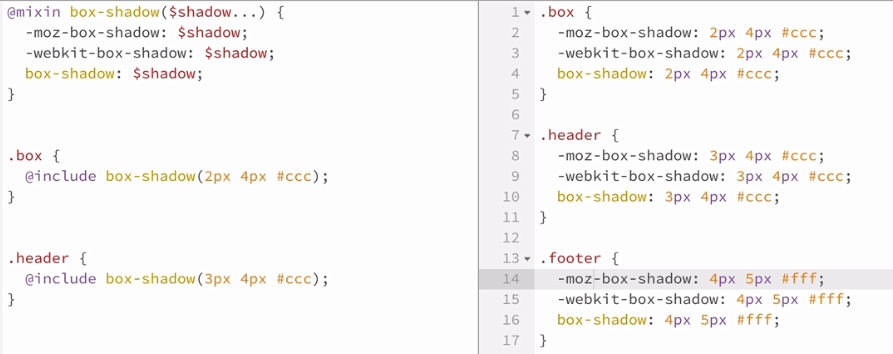 @mixin box-shadow($shadow...) {
  -moz-box-shadow: $shadow;
  -webkit-box-shadow: $shadow;
  box-shadow: $shadow;
}
.box {
  @include box-shadow(2px 4px #ccc);
}
.header {
  @include box-shadow(3px 4px #ccc);
}
1 .box {
2   -moz-box-shadow: 2px 4px #ccc;
3   -webkit-box-shadow: 2px 4px #ccc;
4   box-shadow: 2px 4px #ccc;
5 }
6
7 .header {
8   -moz-box-shadow: 3px 4px #ccc;
9   -webkit-box-shadow: 3px 4px #ccc;
10   box-shadow: 3px 4px #ccc;
11 }
12
13 .footer {
14   -moz-box-shadow: 4px 5px #fff;
15   -webkit-box-shadow: 4px 5px #fff;
16   box-shadow: 4px 5px #fff;
17 }